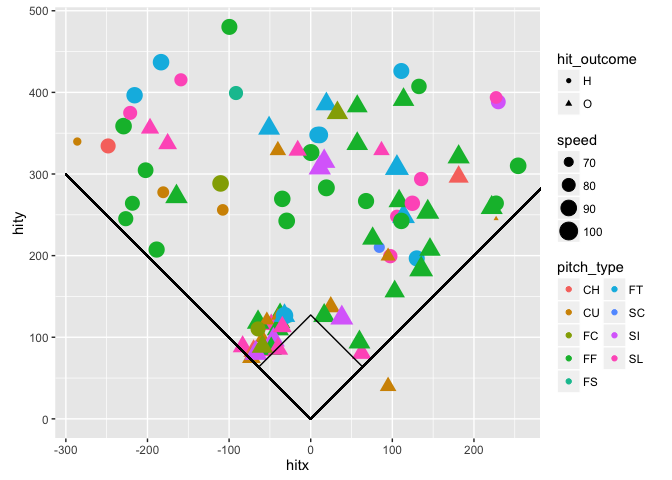 500
400
300
200
100
0
hity
-300 -200 -100 0 100 200
hitx
hit_outcome
H
O
speed
70
80
90
100
pitch_type
CH FT
CU SC
FC SI
FF SL
FS